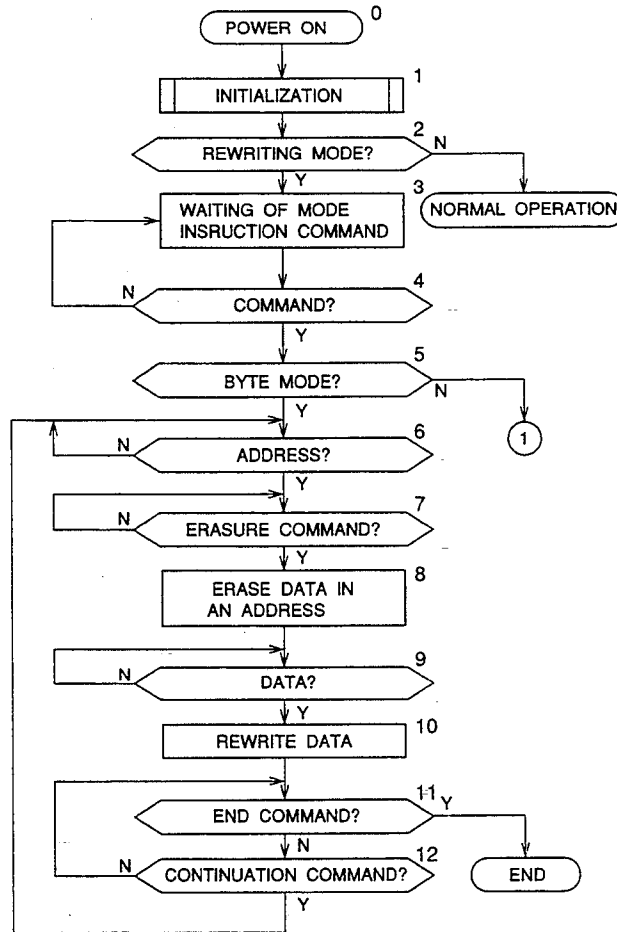 POWER ON
0
1
INITIALIZATION
2
REWRITING MODE?
N
Y
3
WAITING OF MODE
INSRUCTION COMMAND
NORMAL OPERATION
4
N
COMMAND?
Y
5
BYTE MODE?
N
Y
1
6
N
ADDRESS?
Y
7
N
ERASURE COMMAND?
Y
8
ERASE DATA IN
AN ADDRESS
9
N
DATA?
Y
10
REWRITE DATA
11
END COMMAND?
Y
N
12
N
CONTINUATION COMMAND?
END
Y